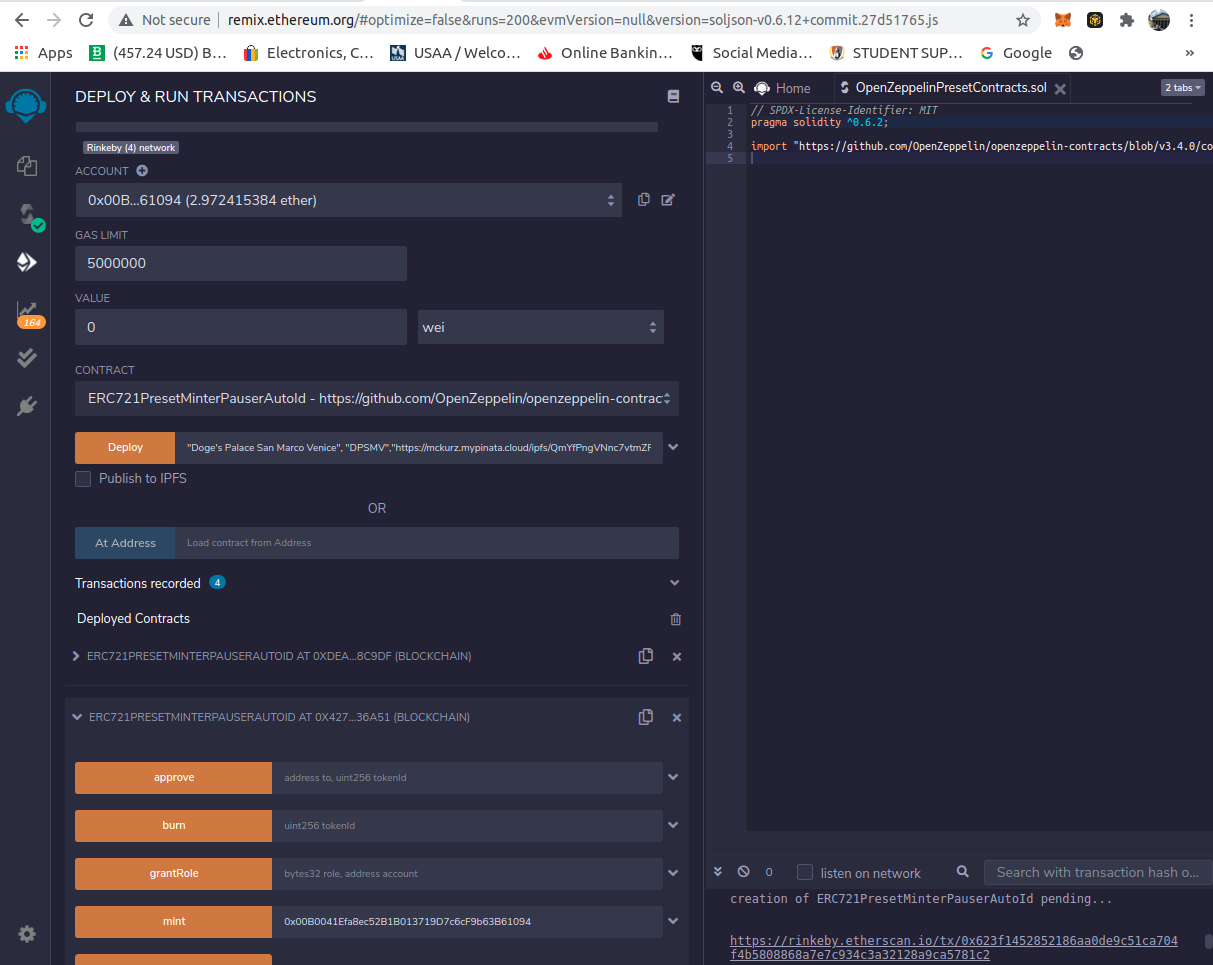 Not secure | remix.ethereum.org/#optimize=false&runs=200&evmVersion=null&version=soljson-v0.6.12+commit.27d51765.js
Apps (457.24 USD) B... Electronics, C... USAA / Welco... Online Bankin... Social Media... STUDENT SUP... Google »
DEPLOY & RUN TRANSACTIONS
Rinkeby (4) network
ACCOUNT
0x00B...61094 (2.972415384 ether)
GAS LIMIT
5000000
VALUE
0 wei
CONTRACT
ERC721PresetMinterPauserAutoId - https://github.com/OpenZeppelin/openzeppelin-contrac
Deploy "Doge's Palace San Marco Venice", "DPSMV","https://mckurz.mypinata.cloud/ipfs/QmYfPngVNnc7vtmZF
Publish to IPFS
OR
At Address Load contract from Address
Transactions recorded 4
Deployed Contracts
ERC721PRESETMINTERPAUSERAUTOID AT 0XDEA...8C9DF (BLOCKCHAIN)
ERC721PRESETMINTERPAUSERAUTOID AT 0X427...36A51 (BLOCKCHAIN)
approve address to, uint256 tokenId
burn uint256 tokenId
grantRole bytes32 role, address account
mint 0x00B0041Efa8ec52B1B013719D7c6cF9b63B61094
164
Home OpenZeppelinPresetContracts.sol 2 tabs
1 // SPDX-License-Identifier: MIT
2 pragma solidity ^0.6.2;
3
4 import "https://github.com/OpenZeppelin/openzeppelin-contracts/blob/v3.4.0/co
5
0 listen on network Search with transaction hash o...
creation of ERC721PresetMinterPauserAutoId pending...
https://rinkeby.etherscan.io/tx/0x623f1452852186aa0de9c51ca704
f4b5808868a7e7c934c3a32128a9ca5781c2